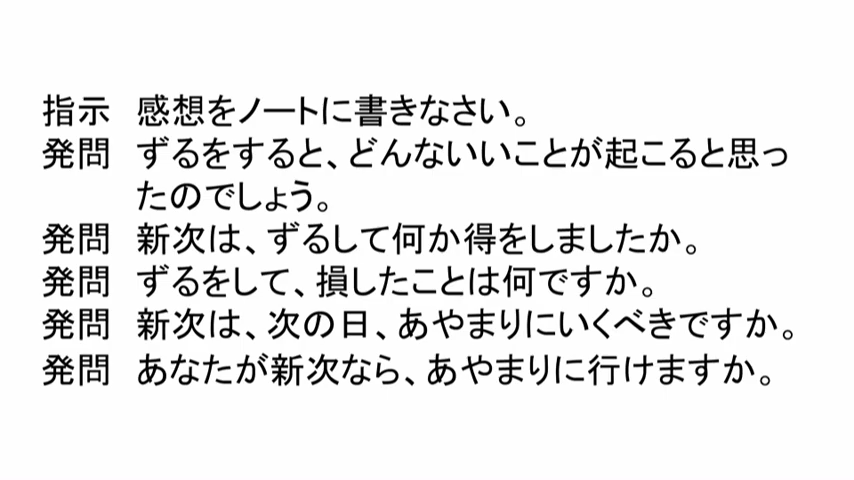 指示　感想をノートに書きなさい。
発問　ずるをすると、どんないいことが起こると思っ
たのでしょう。
発問　新次は、ずるして何か得をしましたか。
発問　ずるをして、損したことは何ですか。
発問　新次は、次の日、あやまりにいくべきですか。
発問　あなたが新次なら、あやまりに行けますか。